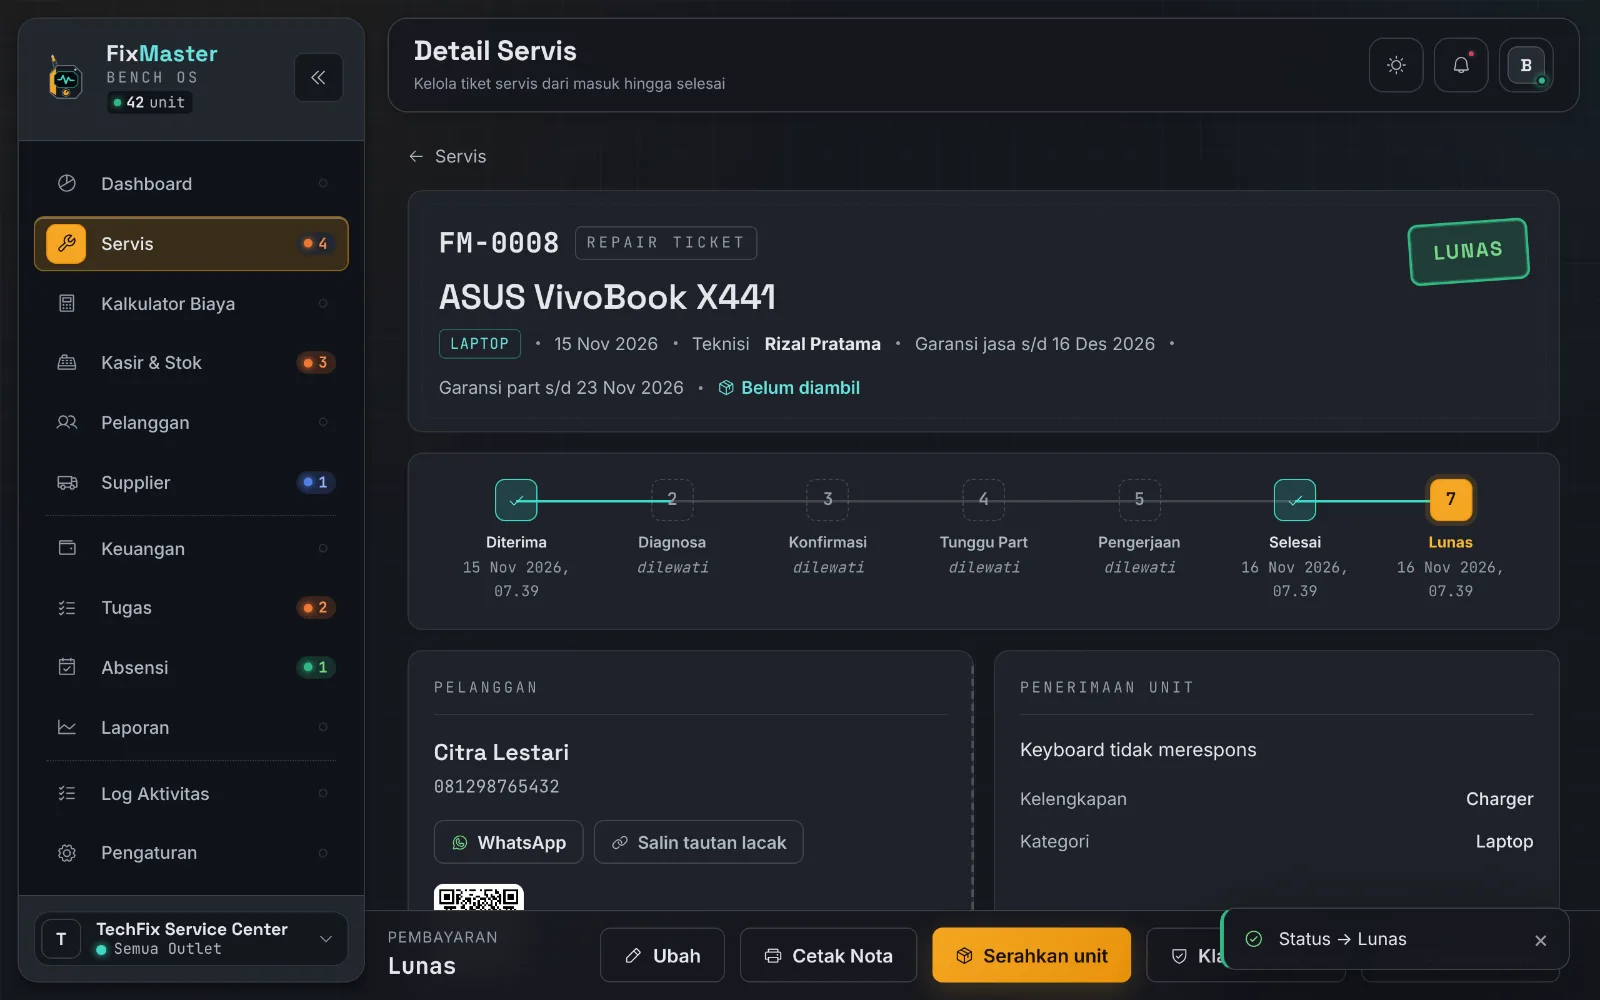 FixMaster
BENCH OS
42 unit
Dashboard
Servis
4
Kalkulator Biaya
Kasir & Stok
3
Pelanggan
Supplier
1
Keuangan
Tugas
2
Absensi
1
Laporan
Log Aktivitas
Pengaturan
T
TechFix Service Center
Semua Outlet
Detail Servis
Kelola tiket servis dari masuk hingga selesai
B
← Servis
FM-0008 REPAIR TICKET
LUNAS
ASUS VivoBook X441
LAPTOP • 15 Nov 2026 • Teknisi Rizal Pratama • Garansi jasa s/d 16 Des 2026 •
Garansi part s/d 23 Nov 2026 • Belum diambil
2 3 4 5 7
Diterima Diagnosa Konfirmasi Tunggu Part Pengerjaan Selesai Lunas
15 Nov 2026, dilewati dilewati dilewati dilewati 16 Nov 2026, 16 Nov 2026,
07.39 07.39 07.39
PELANGGAN
Citra Lestari
081298765432
WhatsApp
Salin tautan lacak
PENERIMAAN UNIT
Keyboard tidak merespons
Kelengkapan Charger
Kategori Laptop
PEMBAYARAN
Lunas
Ubah
Cetak Nota
Serahkan unit
Status → Lunas